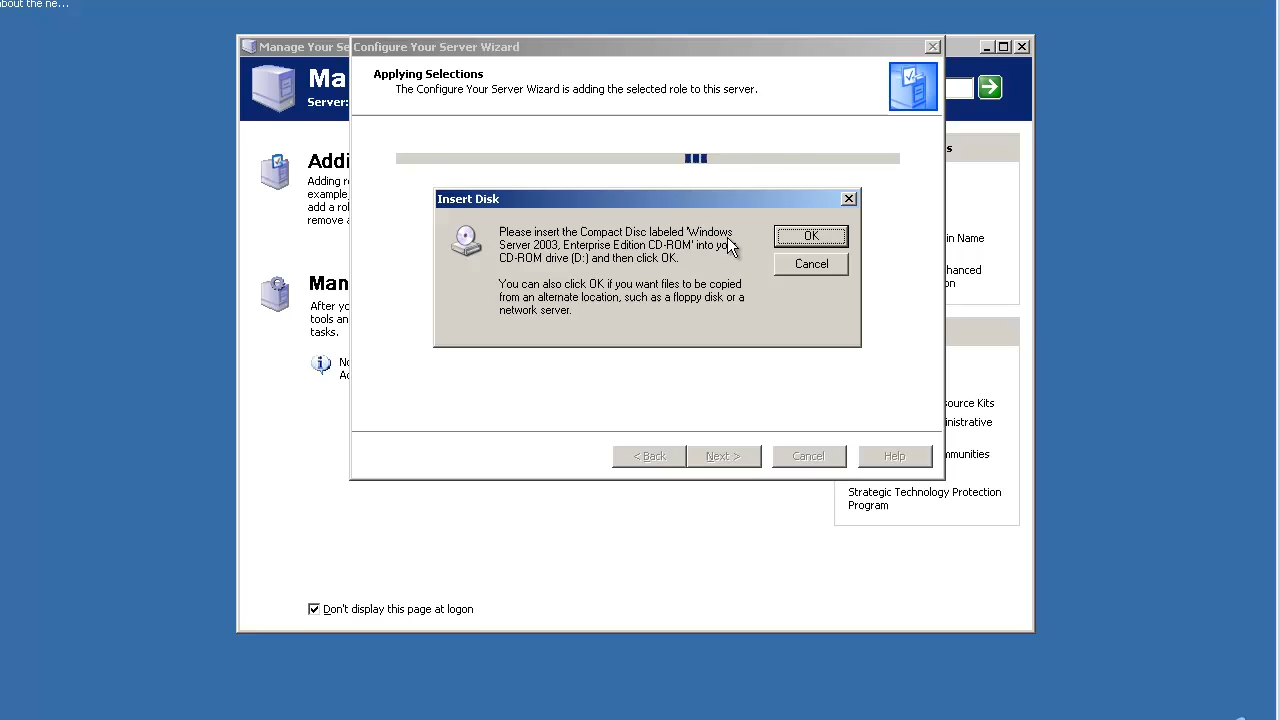 about the ne...
Manage Your Se
Configure Your Server Wizard
Ma
Server:
Applying Selections
The Configure Your Server Wizard is adding the selected role to this server.
s
Addi
Adding r
example
add a rol
remove a
Insert Disk
Please insert the Compact Disc labeled 'Windows
Server 2003, Enterprise Edition CD-ROM' into yo
CD-ROM drive (D:) and then click OK.
You can also click OK if you want files to be copied
from an alternate location, such as a floppy disk or a
network server.
OK
Cancel
in Name
hanced
on
Man
After yo
tools an
tasks.
No
Ac
< Back
Next >
Cancel
Help
source Kits
inistrative
mmunities
Strategic Technology Protection
Program
Don't display this page at logon